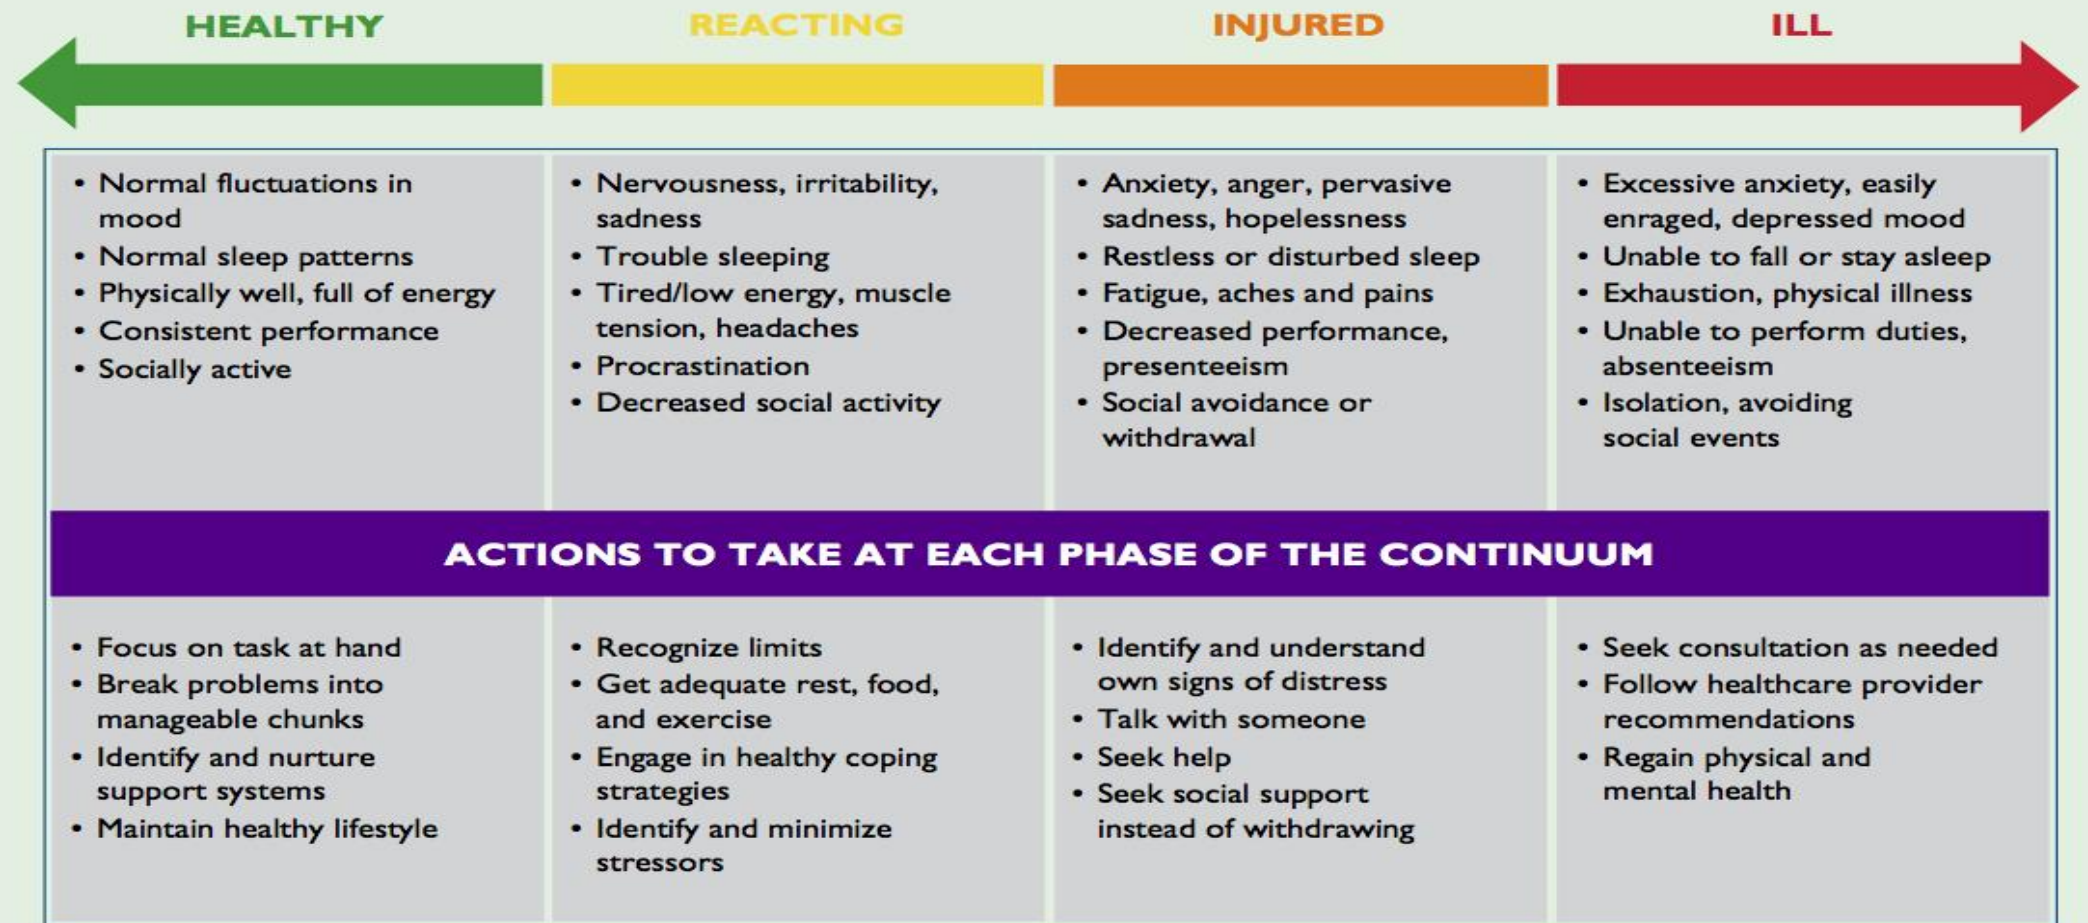 HEALTHY
REACTING
INJURED
ILL
• Normal fluctuations in
mood
• Normal sleep patterns
• Physically well, full of energy
• Consistent performance
• Socially active
• Nervousness, irritability,
sadness
• Trouble sleeping
• Tired/low energy, muscle
tension, headaches
• Procrastination
• Decreased social activity
• Anxiety, anger, pervasive
sadness, hopelessness
• Restless or disturbed sleep
• Fatigue, aches and pains
• Decreased performance,
presenteeism
• Social avoidance or
withdrawal
• Excessive anxiety, easily
enraged, depressed mood
• Unable to fall or stay asleep
• Exhaustion, physical illness
• Unable to perform duties,
absenteeism
• Isolation, avoiding
social events
ACTIONS TO TAKE AT EACH PHASE OF THE CONTINUUM
• Focus on task at hand
• Break problems into
manageable chunks
• Identify and nurture
support systems
• Maintain healthy lifestyle
• Recognize limits
• Get adequate rest, food,
and exercise
• Engage in healthy coping
strategies
• Identify and minimize
stressors
• Identify and understand
own signs of distress
• Talk with someone
• Seek help
• Seek social support
instead of withdrawing
• Seek consultation as needed
• Follow healthcare provider
recommendations
• Regain physical and
mental health